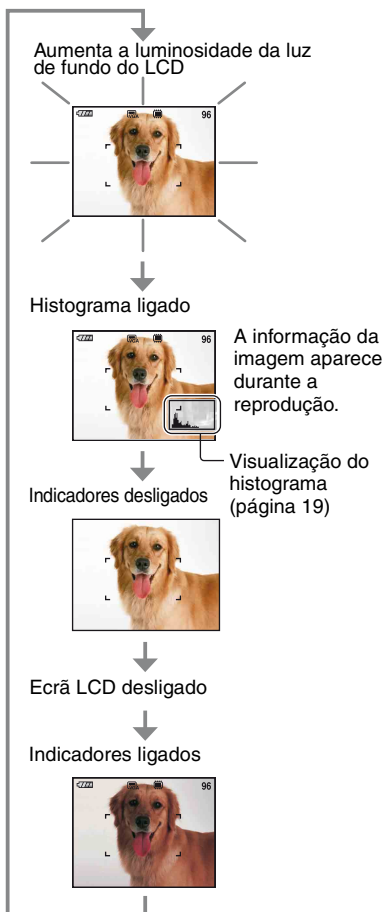 Aumenta a luminosidade da luz
de fundo do LCD
96
Histograma ligado
96
A informação da
imagem aparece
durante a
reprodução.
Visualização do
histograma
(página 19)
Indicadores desligados
Ecrã LCD desligado
Indicadores ligados
96